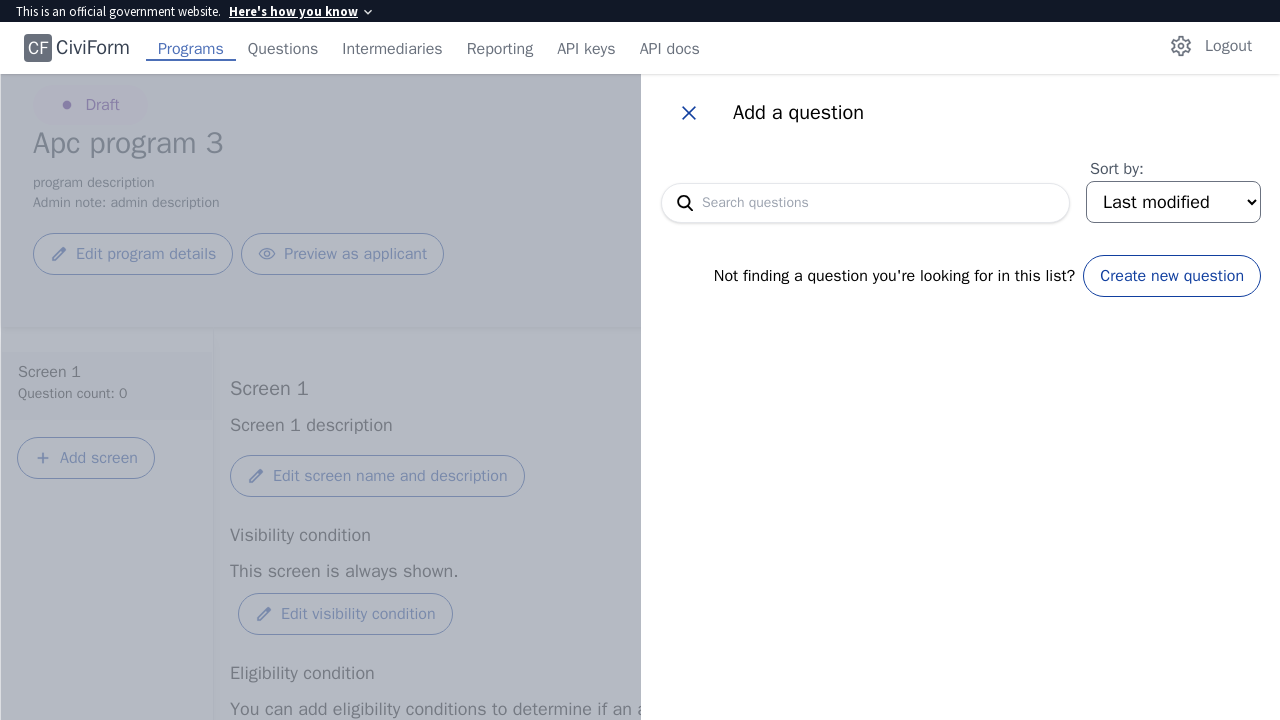 This is an official government website. Here's how you know
CF CiviForm Programs Questions Intermediaries Reporting API keys API docs Logout
Draft
Apc program 3
program description
Admin note: admin description
Edit program details Preview as applicant
Screen 1
Question count: 0
Add screen
Screen 1
Screen 1 description
Edit screen name and description
Visibility condition
This screen is always shown.
Edit visibility condition
Eligibility condition
You can add eligibility conditions to determine if an a
Add a question
Sort by:
Search questions
Last modified
Not finding a question you're looking for in this list? Create new question